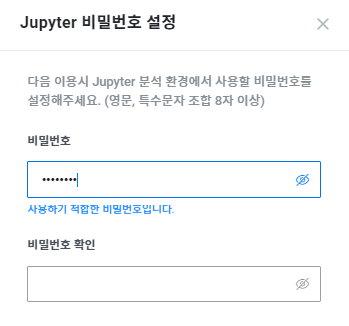 Jupyter 비밀번호 설정
다음 이용시 Jupyter 분석 환경에서 사용할 비밀번호를
설정해주세요. (영문, 특수문자 조합 8자 이상)
비밀번호
••••••••
사용하기 적합한 비밀번호입니다.
비밀번호 확인